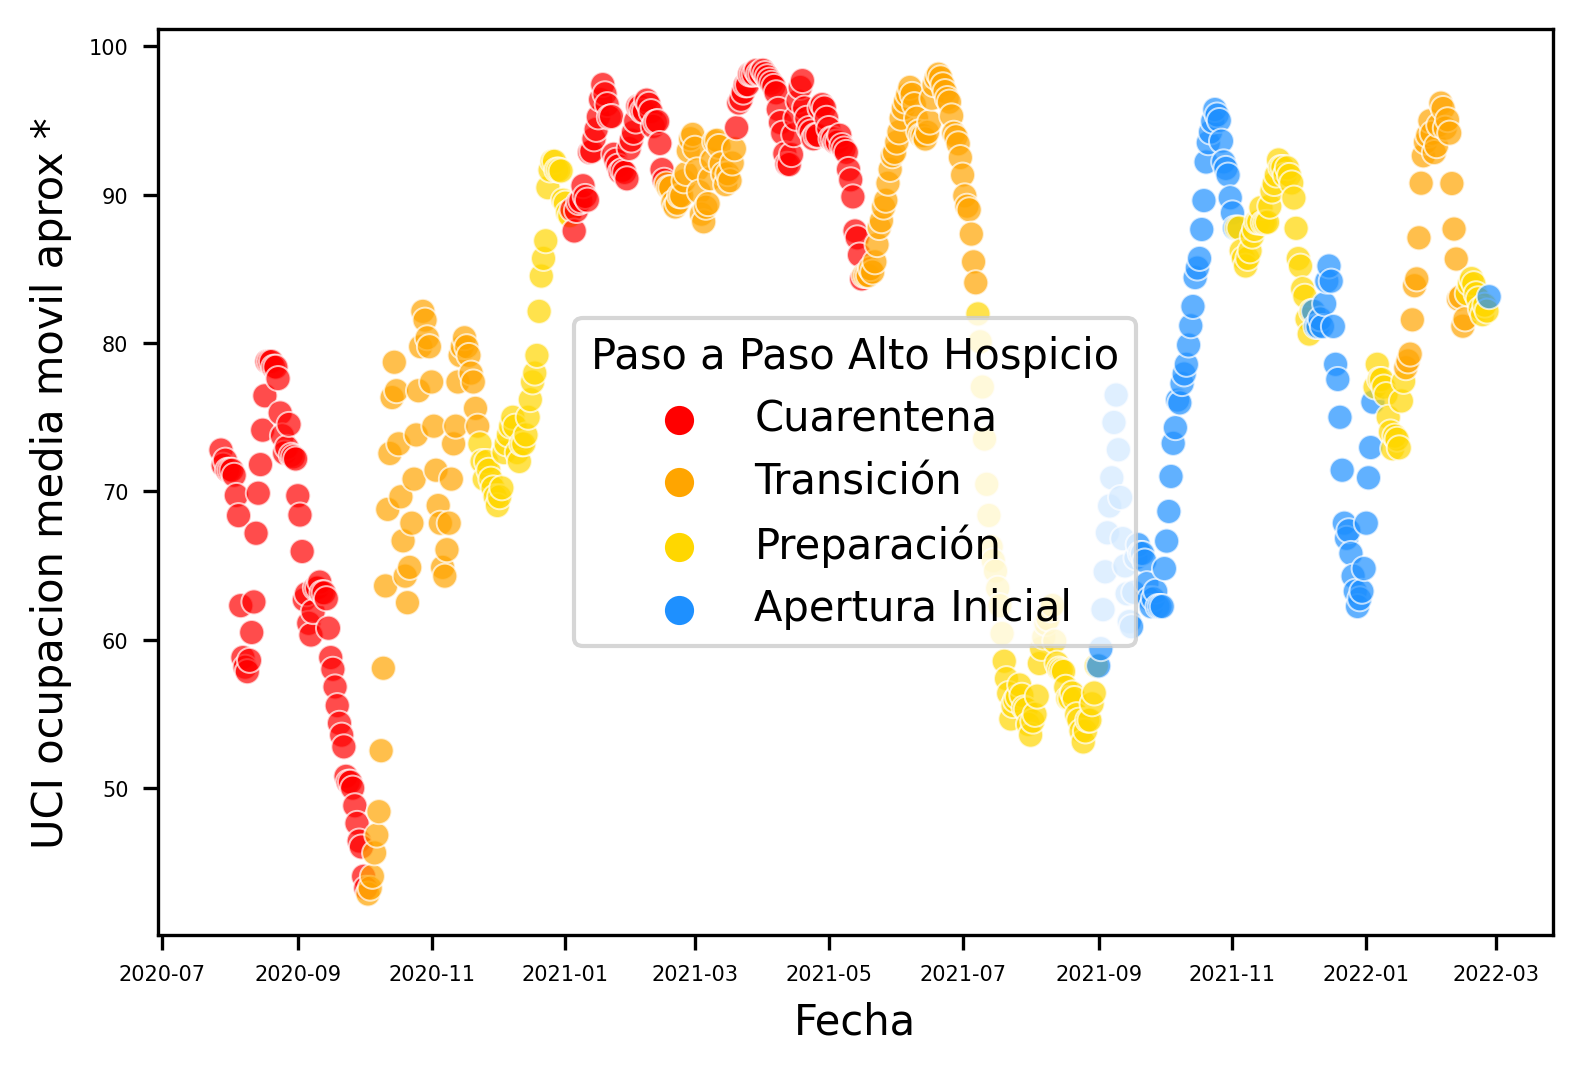 100
90
80
70
60
50
UCI ocupacion media movil aprox *
Paso a Paso Alto Hospicio
Cuarentena
Transición
Preparación
Apertura Inicial
2020-07 2020-09 2020-11 2021-01 2021-03 2021-05 2021-07 2021-09 2021-11 2022-01 2022-03
Fecha